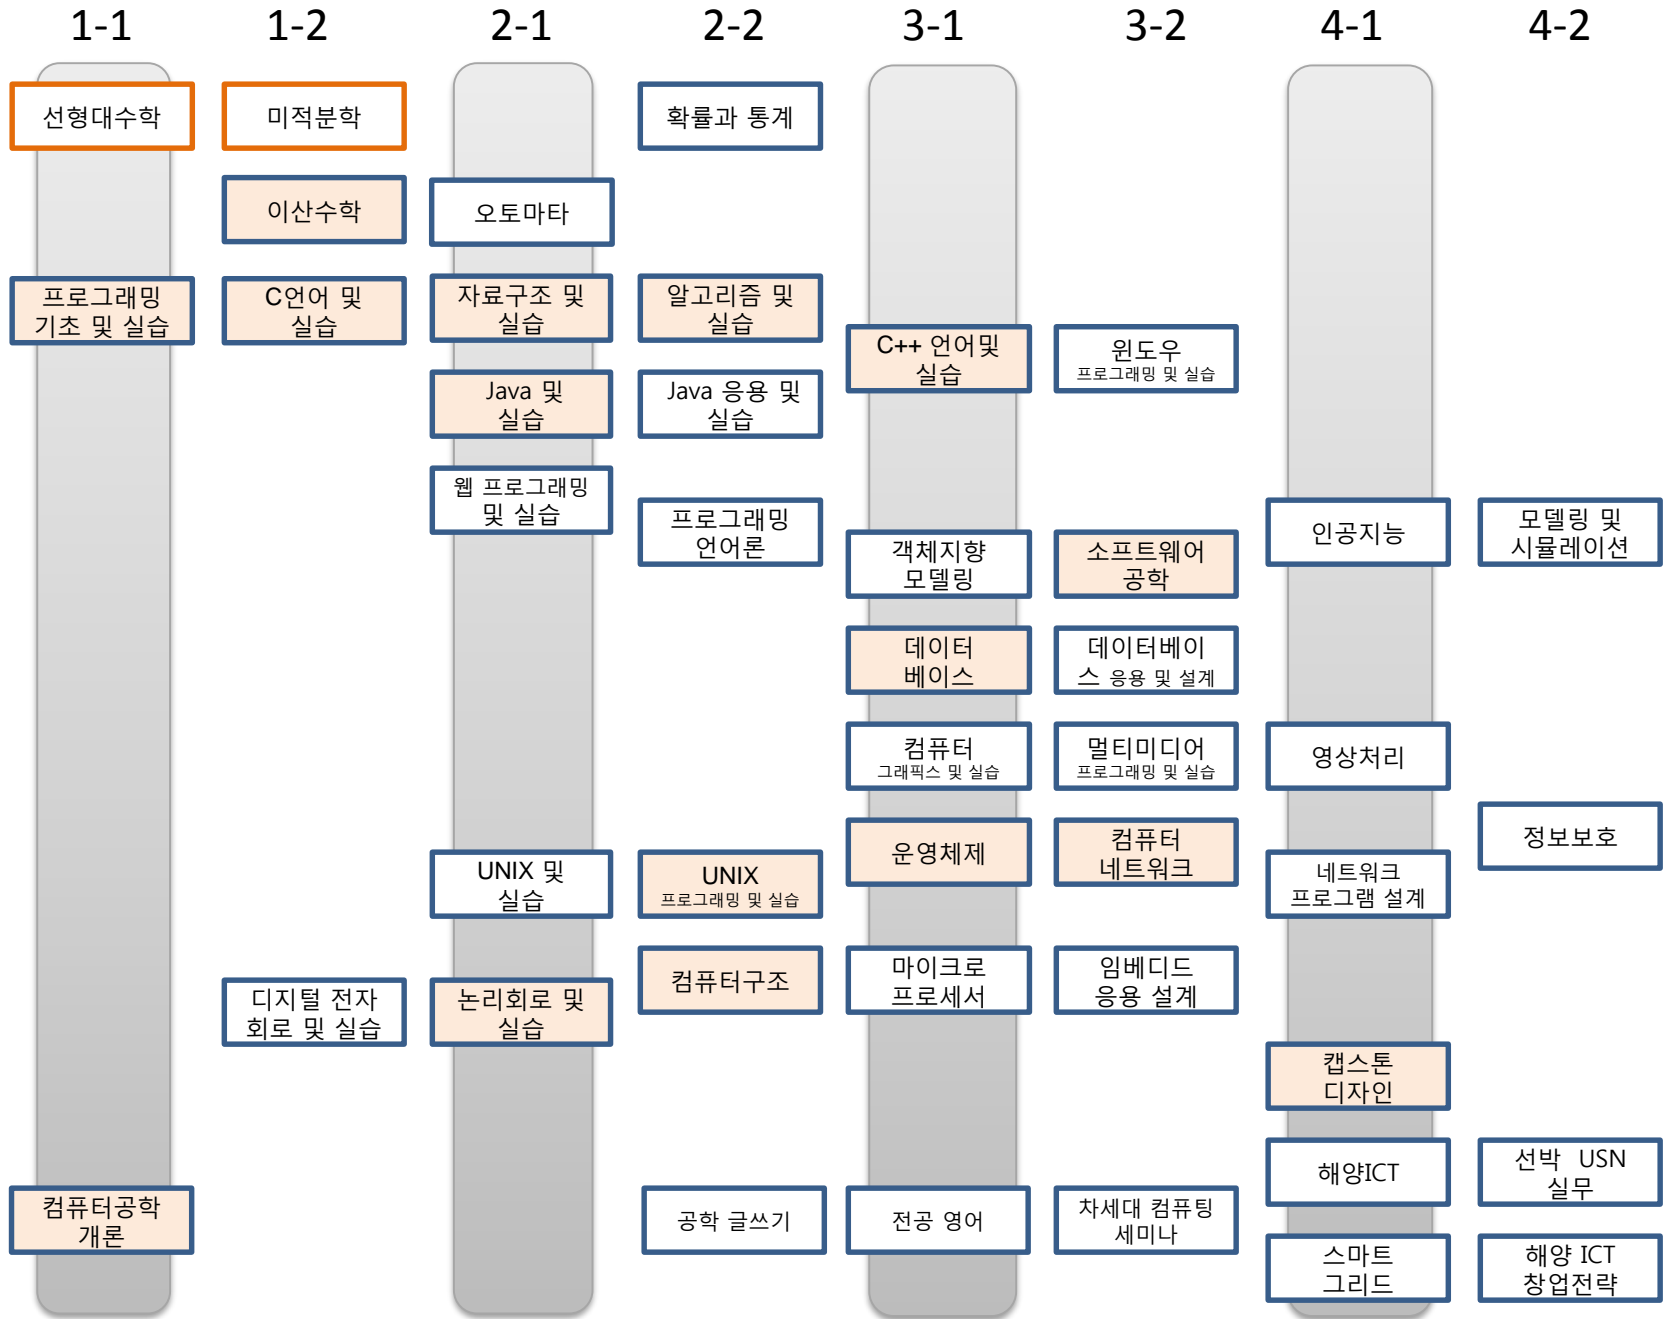 1-1
1-2
2-1
2-2
3-1
3-2
4-1
4-2
선형대수학
미적분학
확률과 통계
이산수학
오토마타
프로그래밍
기초 및 실습
C언어 및
실습
자료구조 및
실습
알고리즘 및
실습
C++ 언어및
실습
윈도우
프로그래밍 및 실습
Java 및
실습
Java 응용 및
실습
웹 프로그래밍
및 실습
프로그래밍
언어론
객체지향
모델링
소프트웨어
공학
인공지능
모델링 및
시뮬레이션
데이터
베이스
데이터베이
스 응용 및 설계
컴퓨터
그래픽스 및 실습
멀티미디어
프로그래밍 및 실습
영상처리
정보보호
UNIX 및
실습
UNIX
프로그래밍 및 실습
운영체제
컴퓨터
네트워크
네트워크
프로그램 설계
디지털 전자
회로 및 실습
논리회로 및
실습
컴퓨터구조
마이크로
프로세서
임베디드
응용 설계
캡스톤
디자인
해양ICT
선박 USN
실무
컴퓨터공학
개론
공학 글쓰기
전공 영어
차세대 컴퓨팅
세미나
스마트
그리드
해양 ICT
창업전략